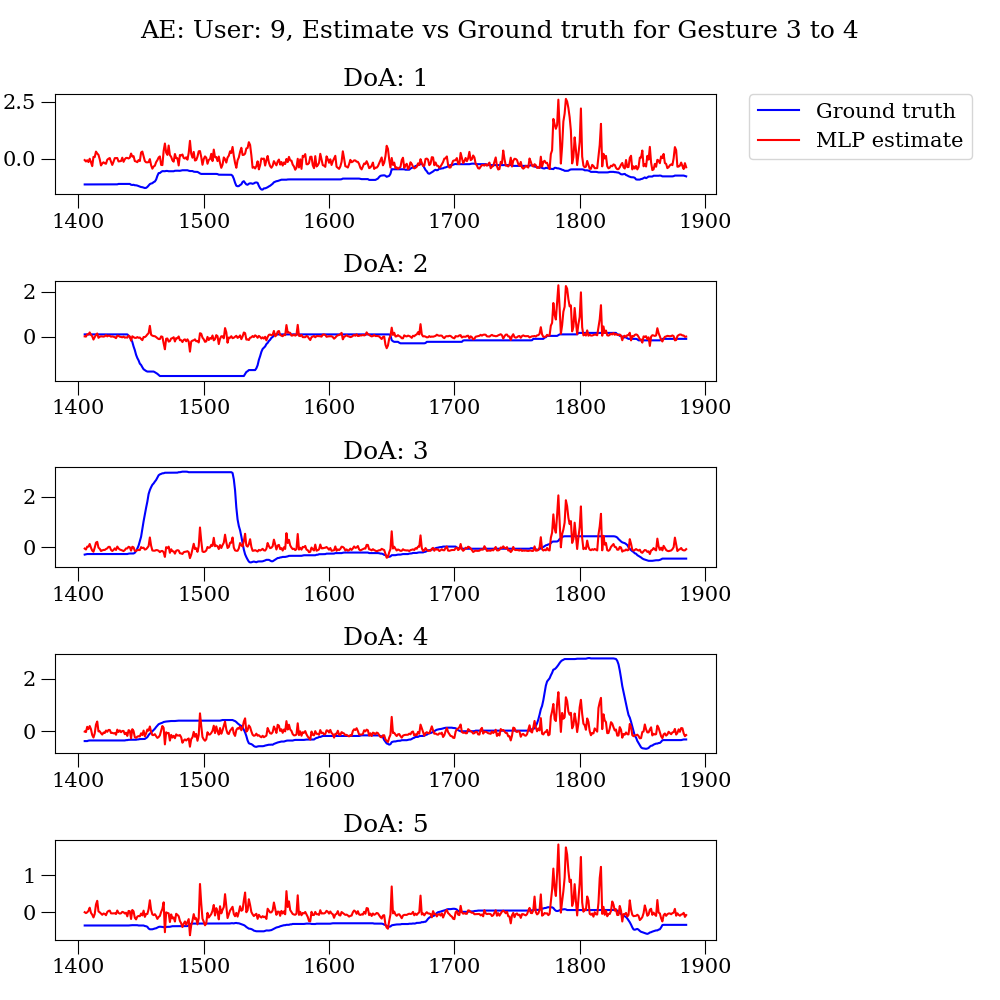 AE: User: 9, Estimate vs Ground truth for Gesture 3 to 4
DoA: 1
2.5
0.0
1400 1500 1600 1700 1800 1900
Ground truth
MLP estimate
DoA: 2
2
0
1400 1500 1600 1700 1800 1900
DoA: 3
2
0
1400 1500 1600 1700 1800 1900
DoA: 4
2
0
1400 1500 1600 1700 1800 1900
DoA: 5
1
0
1400 1500 1600 1700 1800 1900